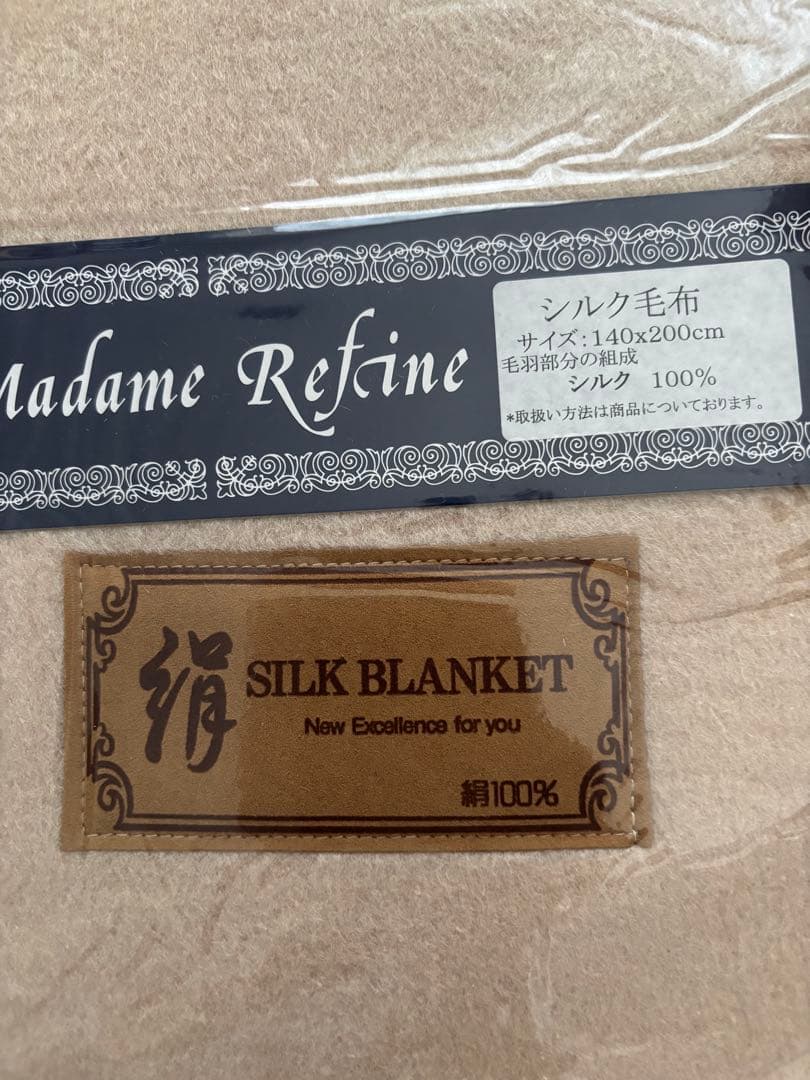 Madame Refine
シルク毛布
サイズ:140x200cm
毛羽部分の組成
シルク 100%
*取扱い方法は商品についております。
絹
SILK BLANKET
New Excellence for you
絹100%